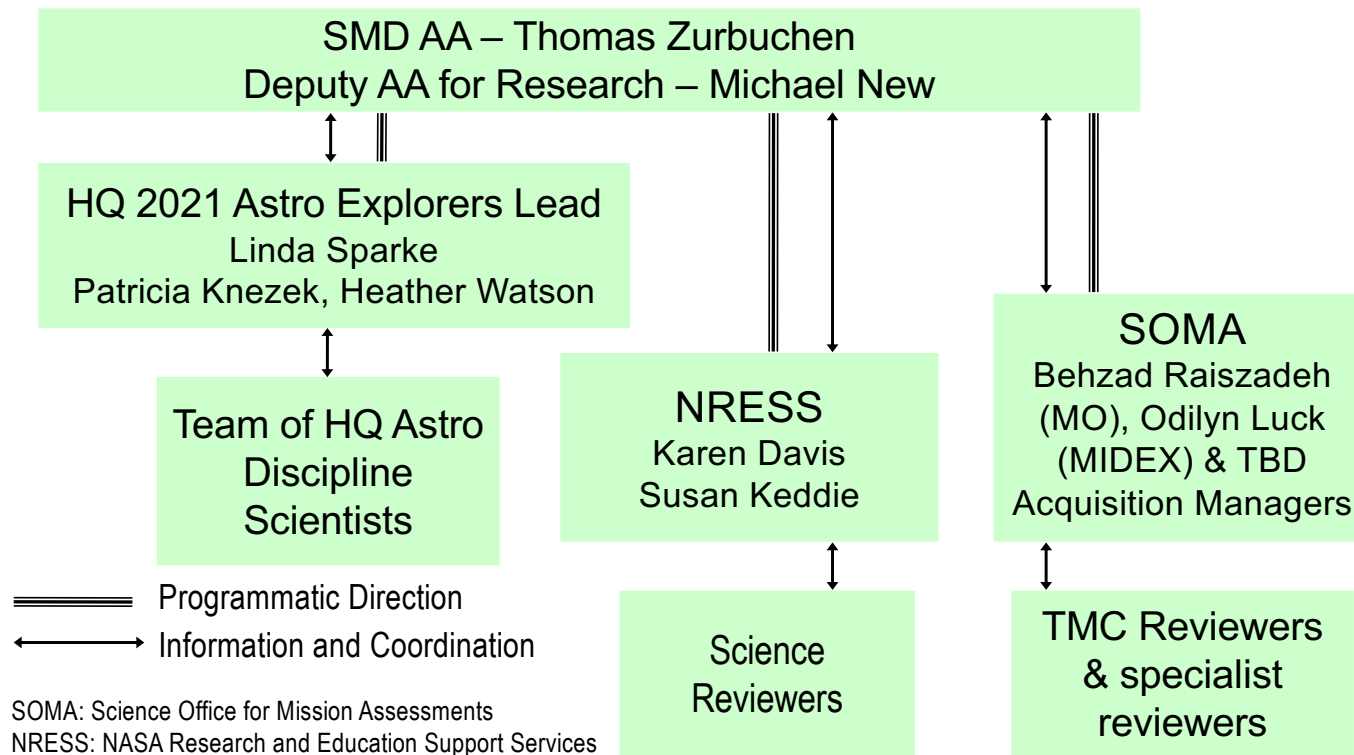 SMD AA – Thomas Zurbuchen
Deputy AA for Research – Michael New
HQ 2021 Astro Explorers Lead
Linda Sparke
Patricia Knezek, Heather Watson
Team of HQ Astro
Discipline
Scientists
NRESS
Karen Davis
Susan Keddie
SOMA
Behzad Raiszadeh
(MO), Odilyn Luck
(MIDEX) & TBD
Acquisition Managers
Programmatic Direction
Information and Coordination
Science
Reviewers
TMC Reviewers
& specialist
reviewers
SOMA: Science Office for Mission Assessments
NRESS: NASA Research and Education Support Services